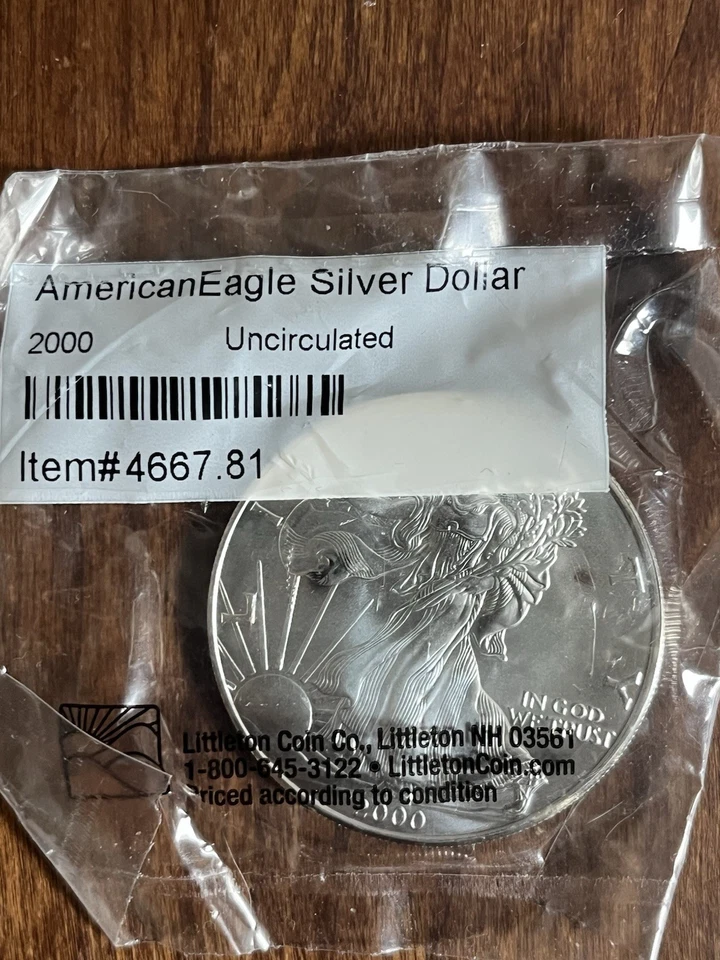 AmericanEagle Silver Dollar
2000 Uncirculated
Item#4667.81
L
Y
IN GOD
WE TRUST
Littleton Coin Co., Littleton NH 03561
1-800-645-3122 • LittletonCoin.com
Priced according to condition
2000